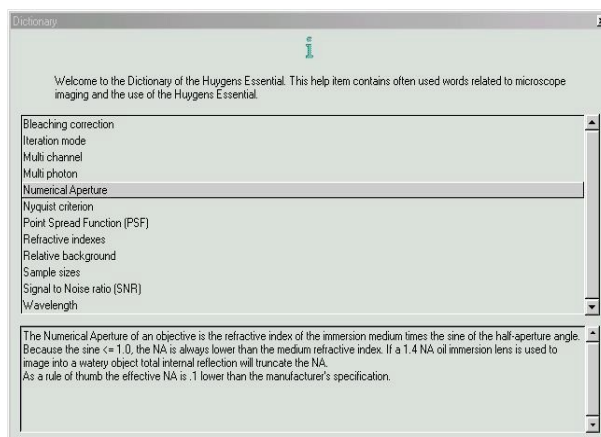 Dictionary
Welcome to the Dictionary of the Huygens Essential. This help item contains often used words related to microscope
imaging and the use of the Huygens Essential.
Bleaching correction
Iteration mode
Multi channel
Multi photon
Numerical Aperture
Nyquist criterion
Point Spread Function (PSF)
Refractive indexes
Relative background
Sample sizes
Signal to Noise ratio (SNR)
Wavelength
The Numerical Aperture of an objective is the refractive index of the immersion medium times the sine of the half-aperture angle.
Because the sine <= 1.0, the NA is always lower than the medium refractive index. If a 1.4 NA oil immersion lens is used to
image into a watery object total internal reflection will truncate the NA.
As a rule of thumb the effective NA is .1 lower than the manufacturer's specification.